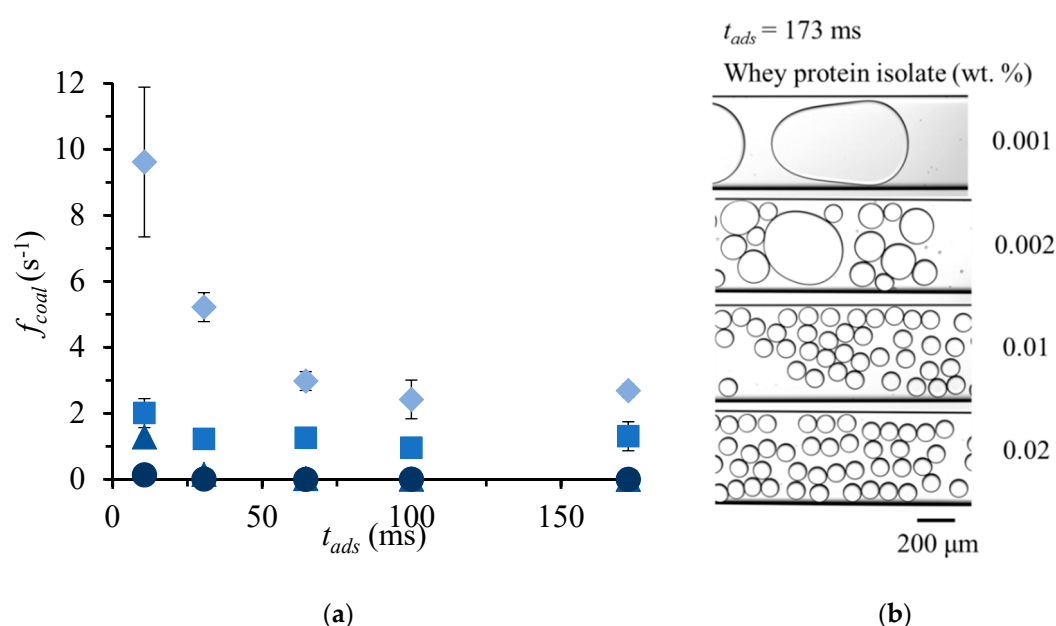 t_ads = 173 ms
Whey protein isolate (wt. %)
12
10
8
6
4
2
0
f_coal (s⁻¹)
0
50
100
150
t_ads (ms)
0.001
0.002
0.01
0.02
200 μm
(a)
(b)